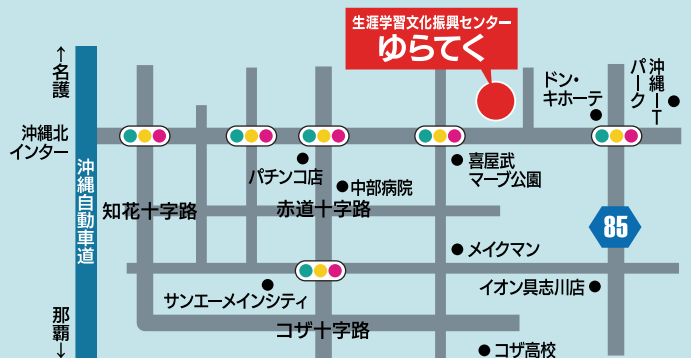 生涯学習文化振興センター
ゆらてく
↑名護
ドン・
キホーテ
沖縄IT
パーク
沖縄北
インター
パチンコ店
中部病院
喜屋武
マーブ公園
沖縄自動車道
知花十字路
赤道十字路
85
メイクマン
サンエーメインシティ
イオン具志川店
那覇↓
コザ十字路
コザ高校